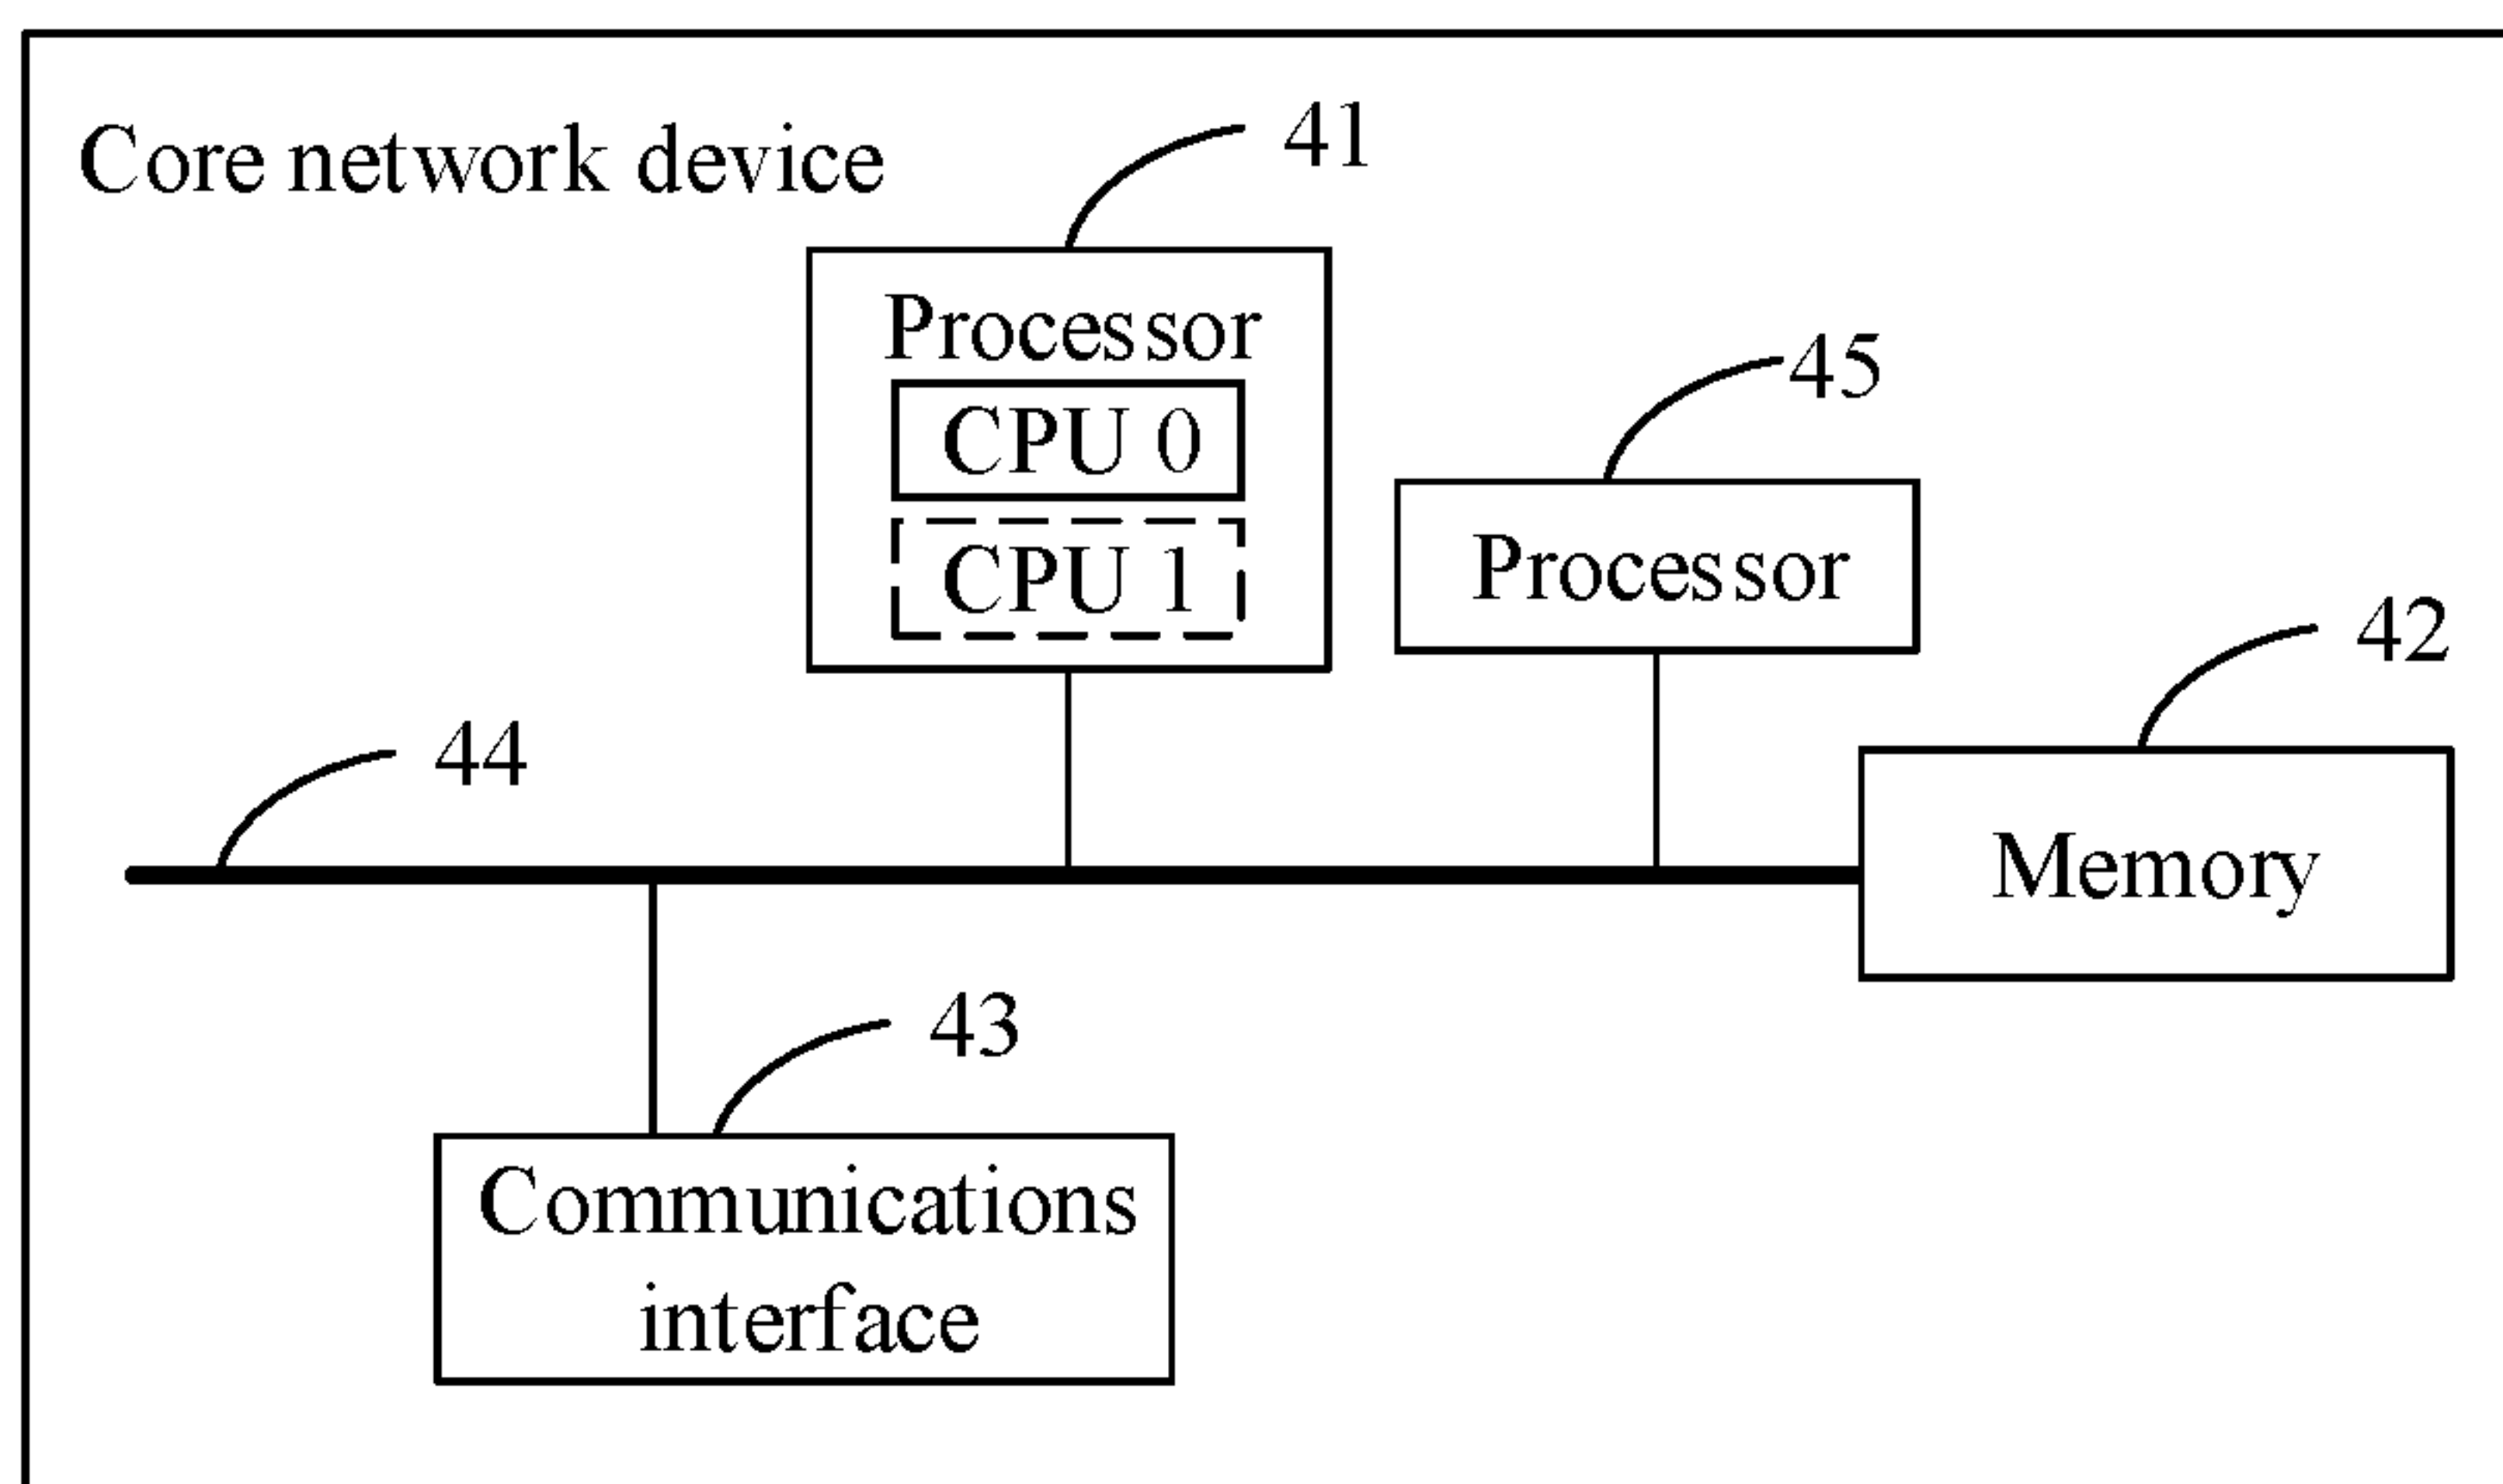 Core network device
41
Processor
CPU 0
CPU 1
45
Processor
42
Memory
44
43
Communications
interface